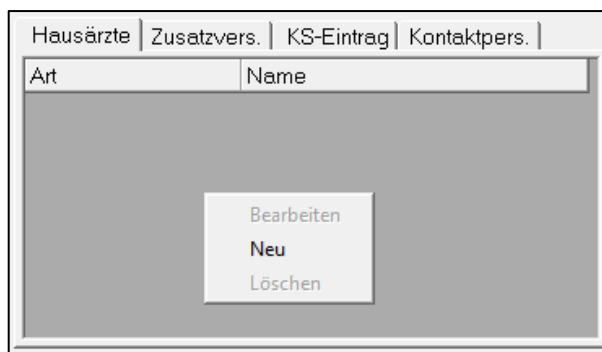 Hausärzte Zusatzvers. KS-Eintrag Kontaktpers.
Art Name
Bearbeiten
Neu
Löschen